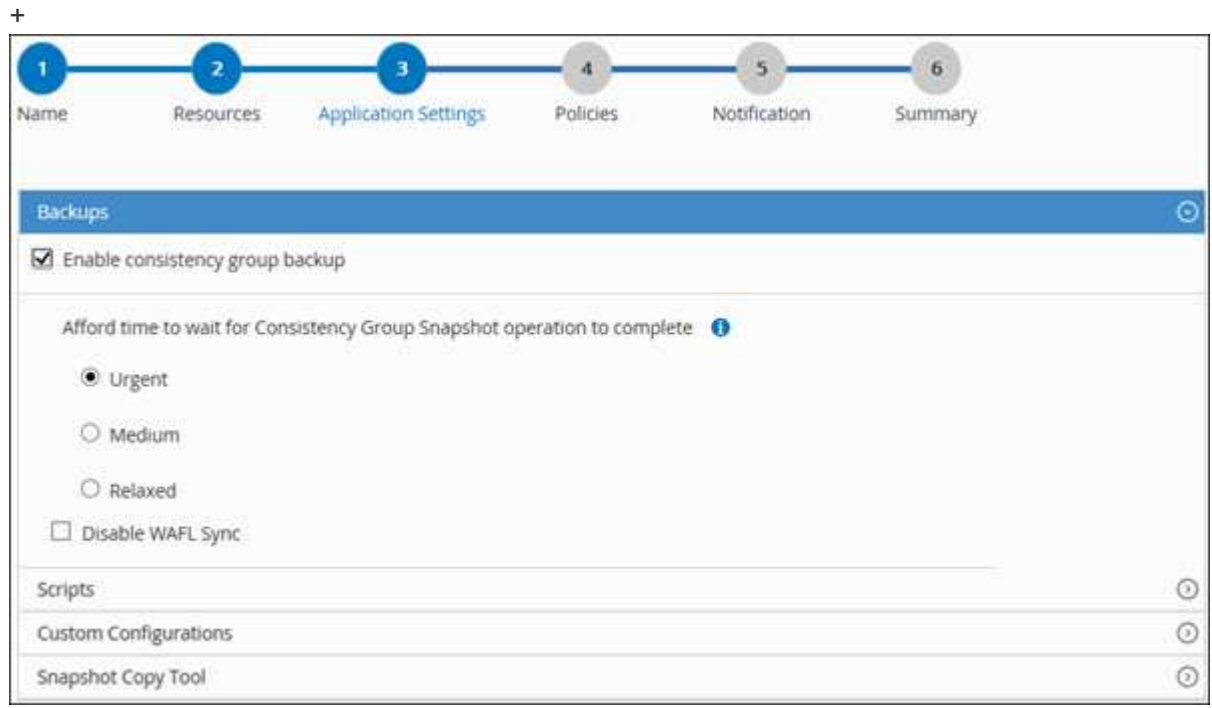 +
1 2 3 4 5 6
Name Resources Application Settings Policies Notification Summary
Backups
Enable consistency group backup
Afford time to wait for Consistency Group Snapshot operation to complete i
Urgent
Medium
Relaxed
Disable WAFL Sync
Scripts
Custom Configurations
Snapshot Copy Tool